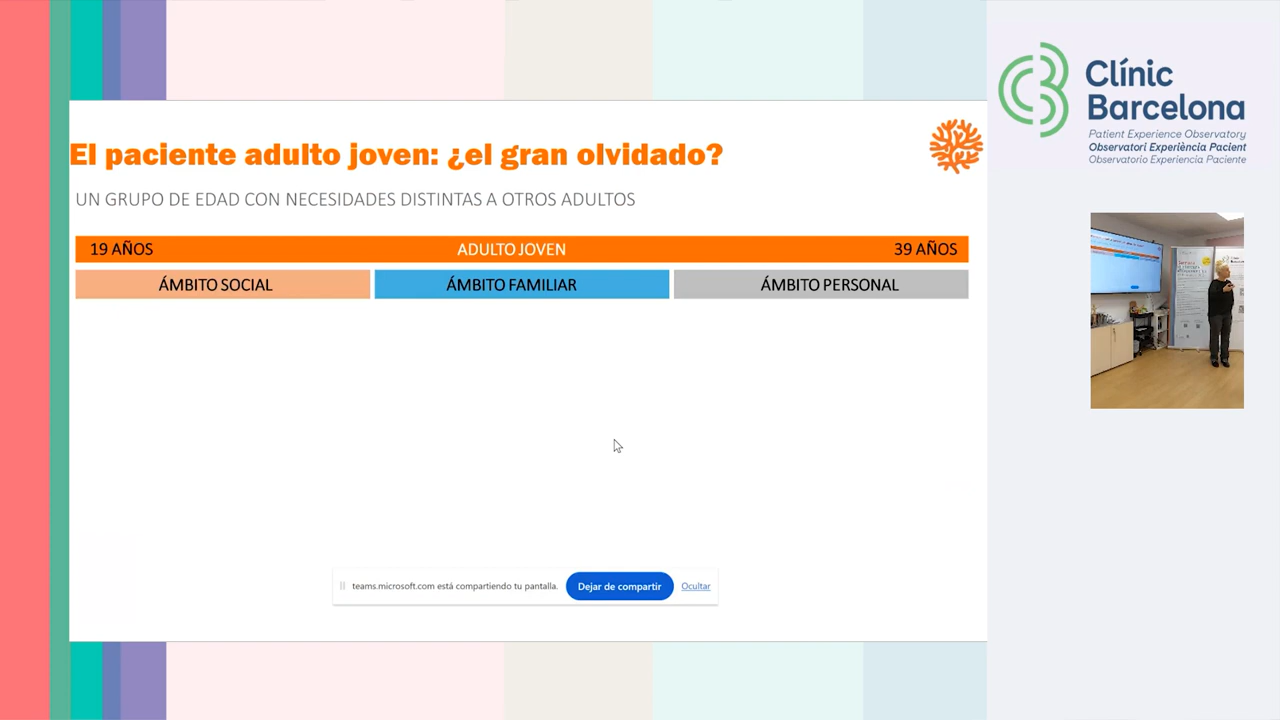 El paciente adulto joven: ¿el gran olvidado?
UN GRUPO DE EDAD CON NECESIDADES DISTINTAS A OTROS ADULTOS
19 AÑOS ADULTO JOVEN 39 AÑOS
ÁMBITO SOCIAL ÁMBITO FAMILIAR ÁMBITO PERSONAL
teams.microsoft.com está compartiendo tu pantalla. Dejar de compartir Ocultar
Clínic
Barcelona
Patient Experience Observatory
Observatori Experiència Pacient
Observatorio Experiencia Paciente